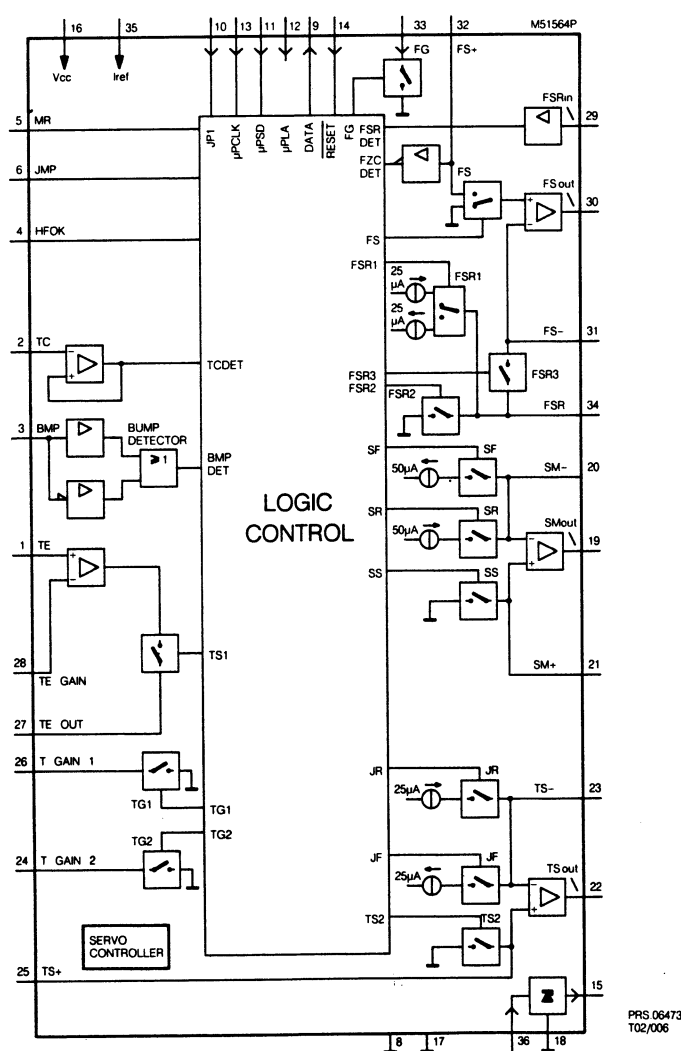 16 35 10 13 11 12 9 14 33 32 M51564P
Vcc Iref
FG FS+
FSRin
29
5 MR
JP1 µPCLK µPSD µPLA DATA RESET FG FSR DET
FZC DET
6 JMP
FS
FSout
30
4 HFOK
FS
FSR1
25 µA
FSR1
25 µA
FS-
31
2 TC
TCDET
FSR3
FSR2
FSR2
FSR3
FSR
34
3 BMP
BUMP DETECTOR
≥1
BMP DET
SF
SF
50µA
SM-
20
LOGIC
CONTROL
SR
SR
50µA
SMout
19
1 TE
SS
SS
TS1
28
TE GAIN
SM+
21
27 TE OUT
26 T GAIN 1
TG1
TG1
TG2
TG2
JR
JR
25µA
TS-
23
24 T GAIN 2
JF
JF
25µA
TSout
22
TS2
TS2
SERVO
CONTROLLER
25 TS+
15
8 17 36 18
PRS.06473
T02/006